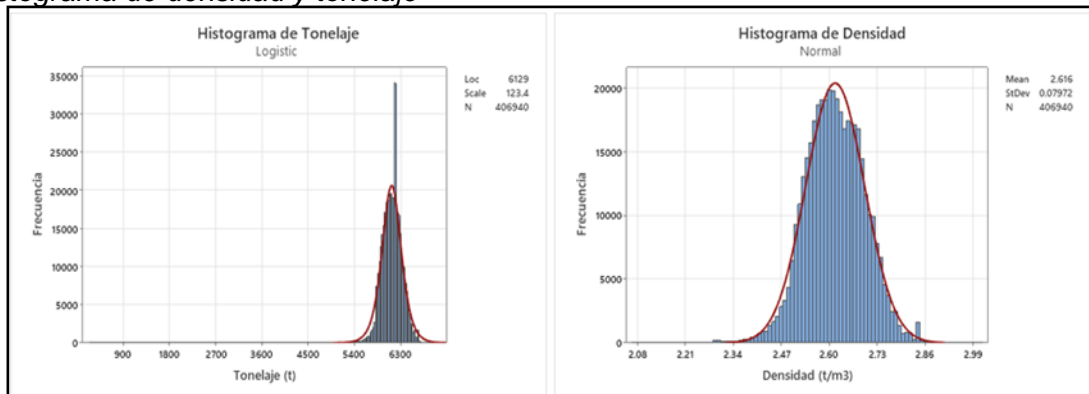 stograma de densidad y tonelaje
Histograma de Tonelaje
Logistic
Loc 6129
Scale 123.4
N 406940
35000
30000
25000
20000
15000
10000
5000
0
Frecuencia
900 1800 2700 3600 4500 5400 6300
Tonelaje (t)
Histograma de Densidad
Normal
Mean 2.616
StDev 0.07972
N 406940
20000
15000
10000
5000
0
Frecuencia
2.08 2.21 2.34 2.47 2.60 2.73 2.86 2.99
Densidad (t/m3)